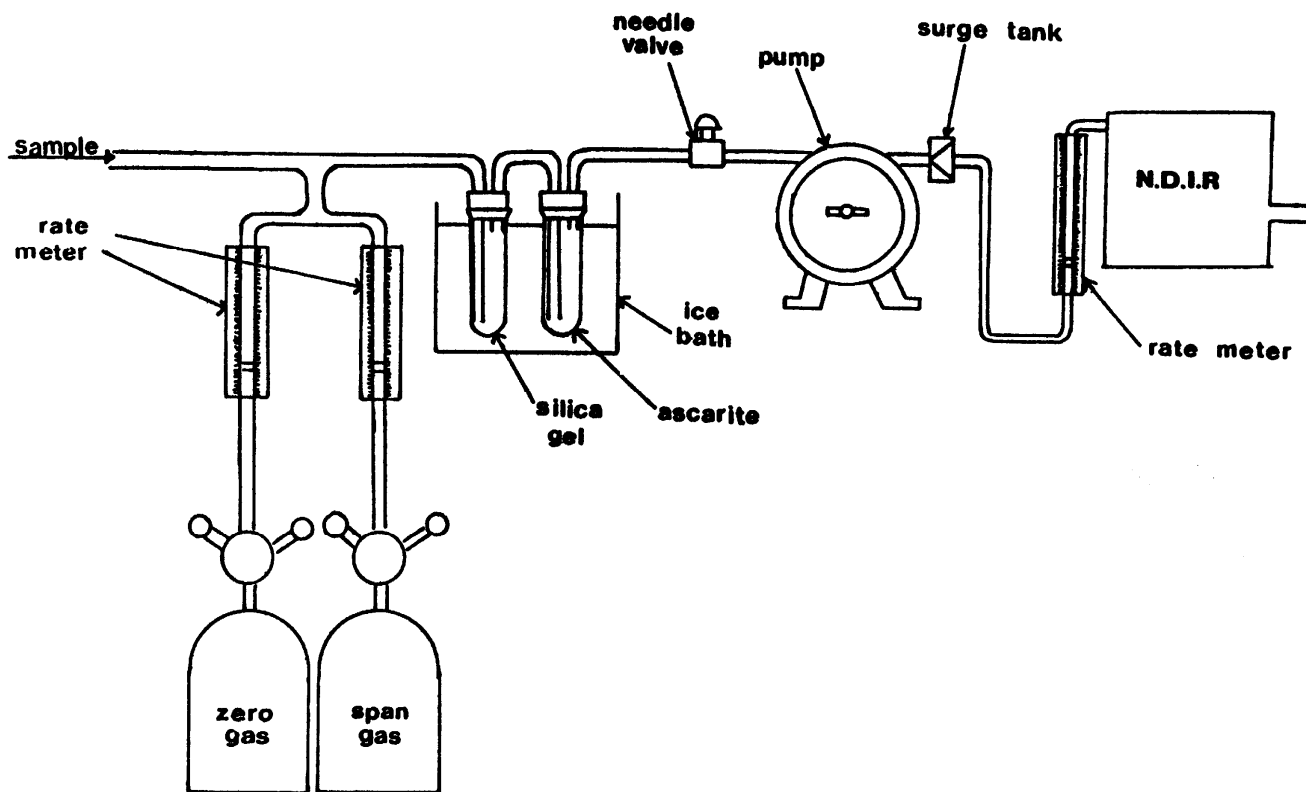 needle
valve
surge tank
pump
sample
N.D.I.R
rate
meter
ice
bath
rate meter
silica
gel
ascarite
zero
gas
span
gas